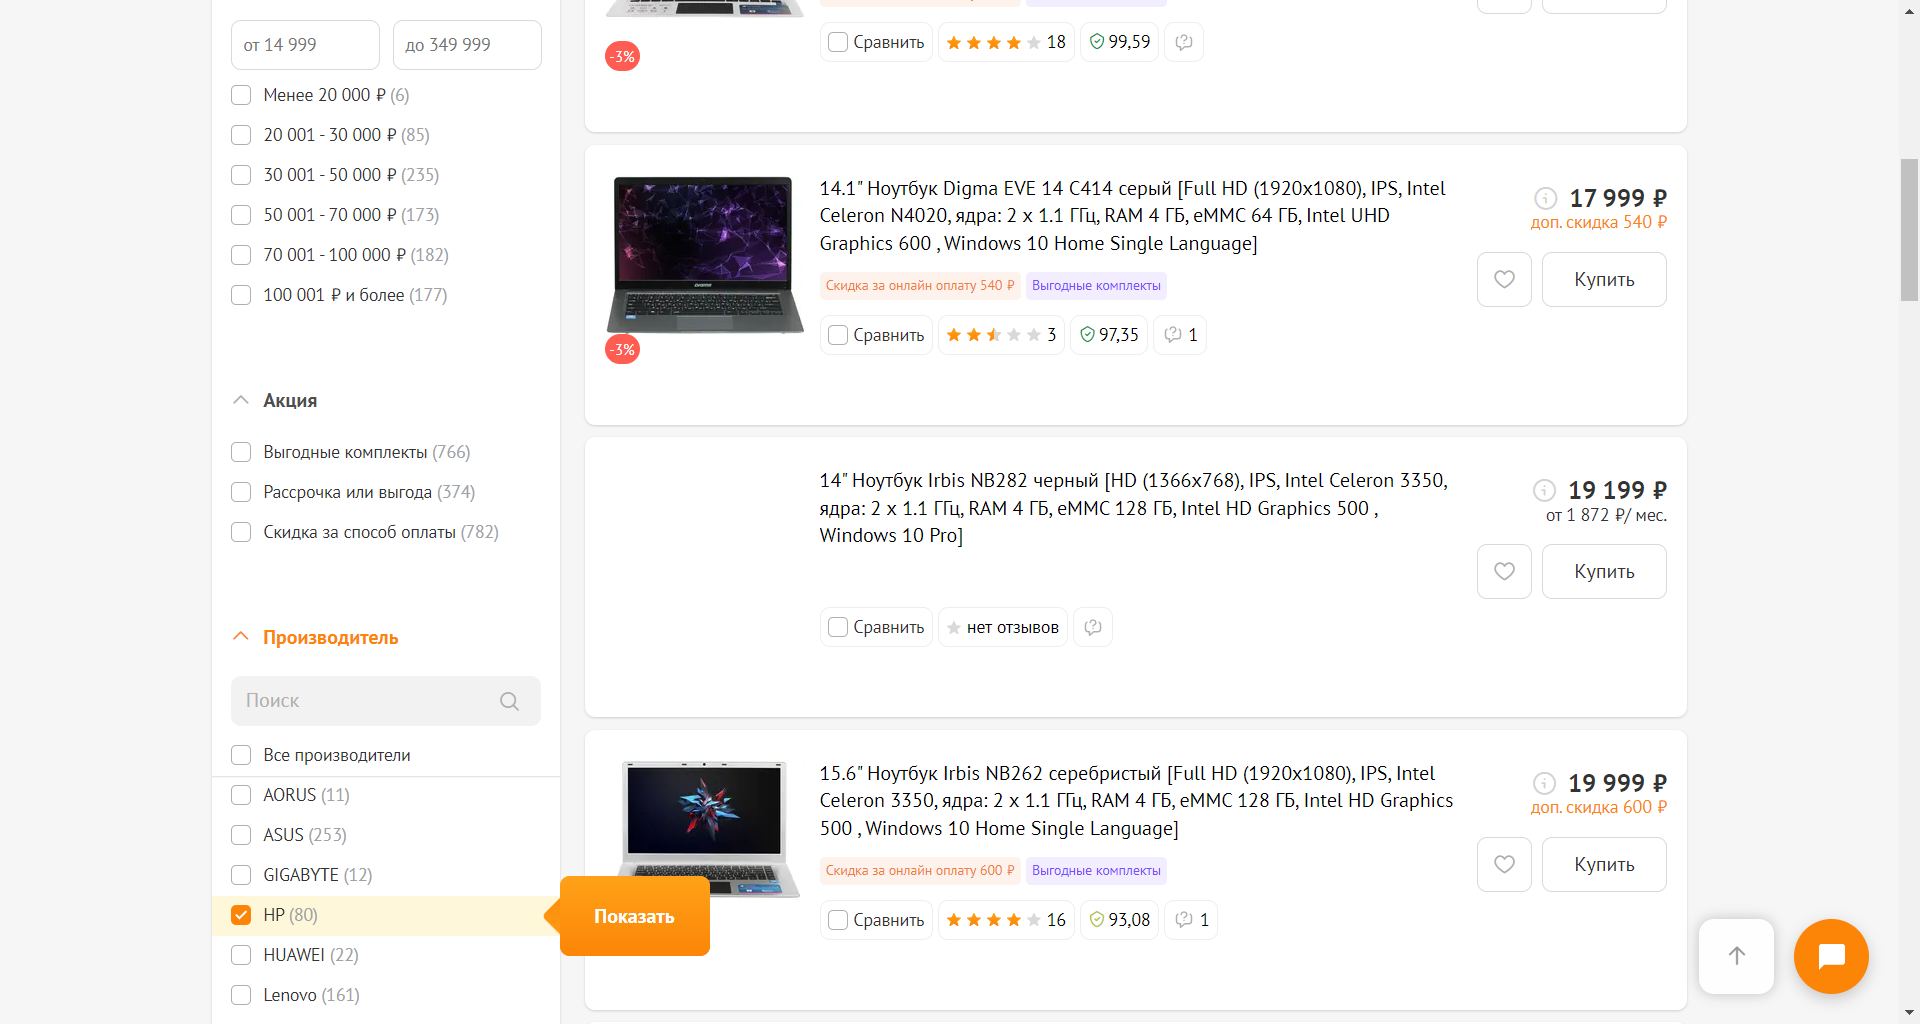 от 14 999
до 349 999
Менее 20 000 ₽ (6)
20 001 - 30 000 ₽ (85)
30 001 - 50 000 ₽ (235)
50 001 - 70 000 ₽ (173)
70 001 - 100 000 ₽ (182)
100 001 ₽ и более (177)
Акция
Выгодные комплекты (766)
Рассрочка или выгода (374)
Скидка за способ оплаты (782)
Производитель
Поиск
Все производители
AORUS (11)
ASUS (253)
GIGABYTE (12)
HP (80)
Показать
HUAWEI (22)
Lenovo (161)
-3%
Сравнить
18
99,59
14.1" Ноутбук Digma EVE 14 C414 серый [Full HD (1920x1080), IPS, Intel
Celeron N4020, ядра: 2 х 1.1 ГГц, RAM 4 ГБ, eMMC 64 ГБ, Intel UHD
Graphics 600 , Windows 10 Home Single Language]
17 999 ₽
доп. скидка 540 ₽
Скидка за онлайн оплату 540 ₽
Выгодные комплекты
Купить
-3%
Сравнить
3
97,35
1
14" Ноутбук Irbis NB282 черный [HD (1366x768), IPS, Intel Celeron 3350,
ядра: 2 х 1.1 ГГц, RAM 4 ГБ, eMMC 128 ГБ, Intel HD Graphics 500 ,
Windows 10 Pro]
19 199 ₽
от 1 872 ₽/ мес.
Купить
Сравнить
нет отзывов
15.6" Ноутбук Irbis NB262 серебристый [Full HD (1920x1080), IPS, Intel
Celeron 3350, ядра: 2 х 1.1 ГГц, RAM 4 ГБ, eMMC 128 ГБ, Intel HD Graphics
500 , Windows 10 Home Single Language]
19 999 ₽
доп. скидка 600 ₽
Скидка за онлайн оплату 600 ₽
Выгодные комплекты
Купить
Сравнить
16
93,08
1